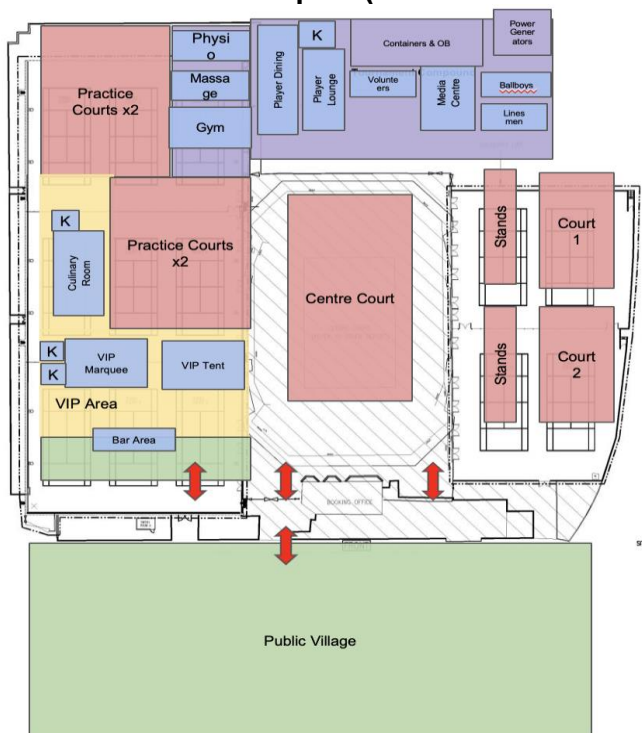 Power
Gener
ators
K
Containers & OB
Physi
o
Practice
Courts x2
Massa
ge
Player Dining
Player
Lounge
Volunte
ers
Media
Centre
Ballboys
Lines
men
Gym
K
Culinary
Room
Practice Courts
x2
Centre Court
Stands
Court
1
K
K
VIP
Marquee
VIP Tent
Stands
Court
2
VIP Area
Bar Area
BOOKING OFFICE
Public Village